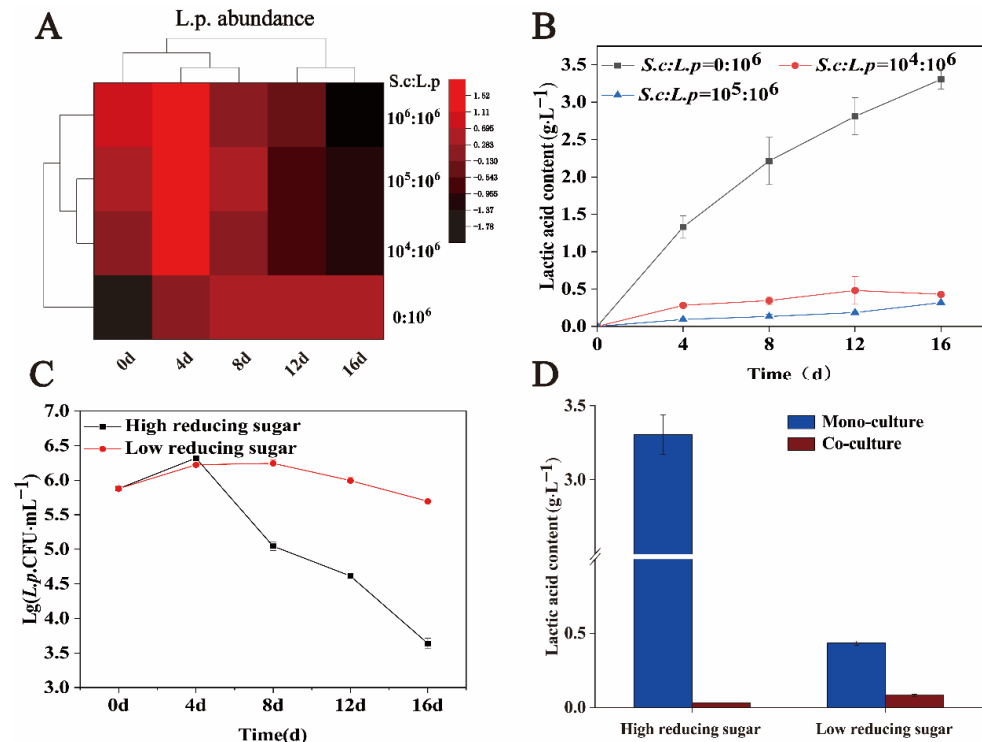 A
L.p. abundance
S.c:L.p
10⁶:10⁶
10⁵:10⁶
10⁴:10⁶
0:10⁶
1.52
1.11
0.695
0.283
-0.130
-0.543
-0.955
-1.37
-1.78
0d 4d 8d 12d 16d
B
S.c:L.p=0:10⁶
S.c:L.p=10⁴:10⁶
S.c:L.p=10⁵:10⁶
Lactic acid content (g·L⁻¹)
3.5
3.0
2.5
2.0
1.5
1.0
0.5
0.0
0 4 8 12 16
Time (d)
C
High reducing sugar
Low reducing sugar
Lg(L.p.CFU·mL⁻¹)
7.0
6.5
6.0
5.5
5.0
4.5
4.0
3.5
3.0
0d 4d 8d 12d 16d
Time(d)
D
Mono-culture
Co-culture
Lactic acid content (g·L⁻¹)
3.5
3.0
0.5
0.0
High reducing sugar Low reducing sugar